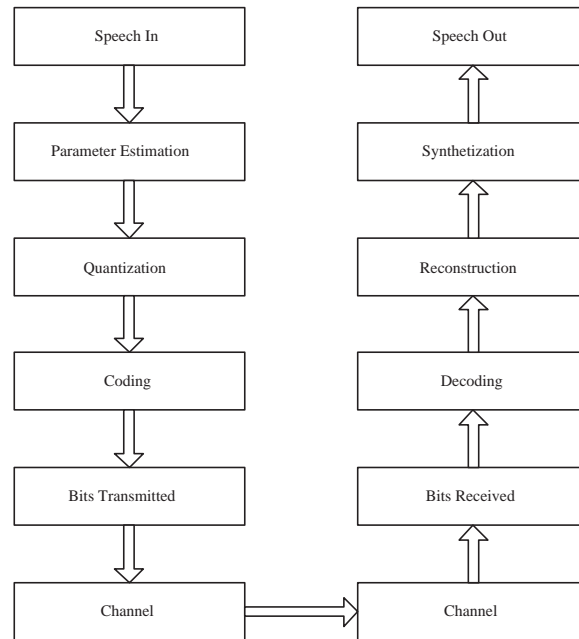 Speech In
Parameter Estimation
Quantization
Coding
Bits Transmitted
Channel
Channel
Bits Received
Decoding
Reconstruction
Synthetization
Speech Out